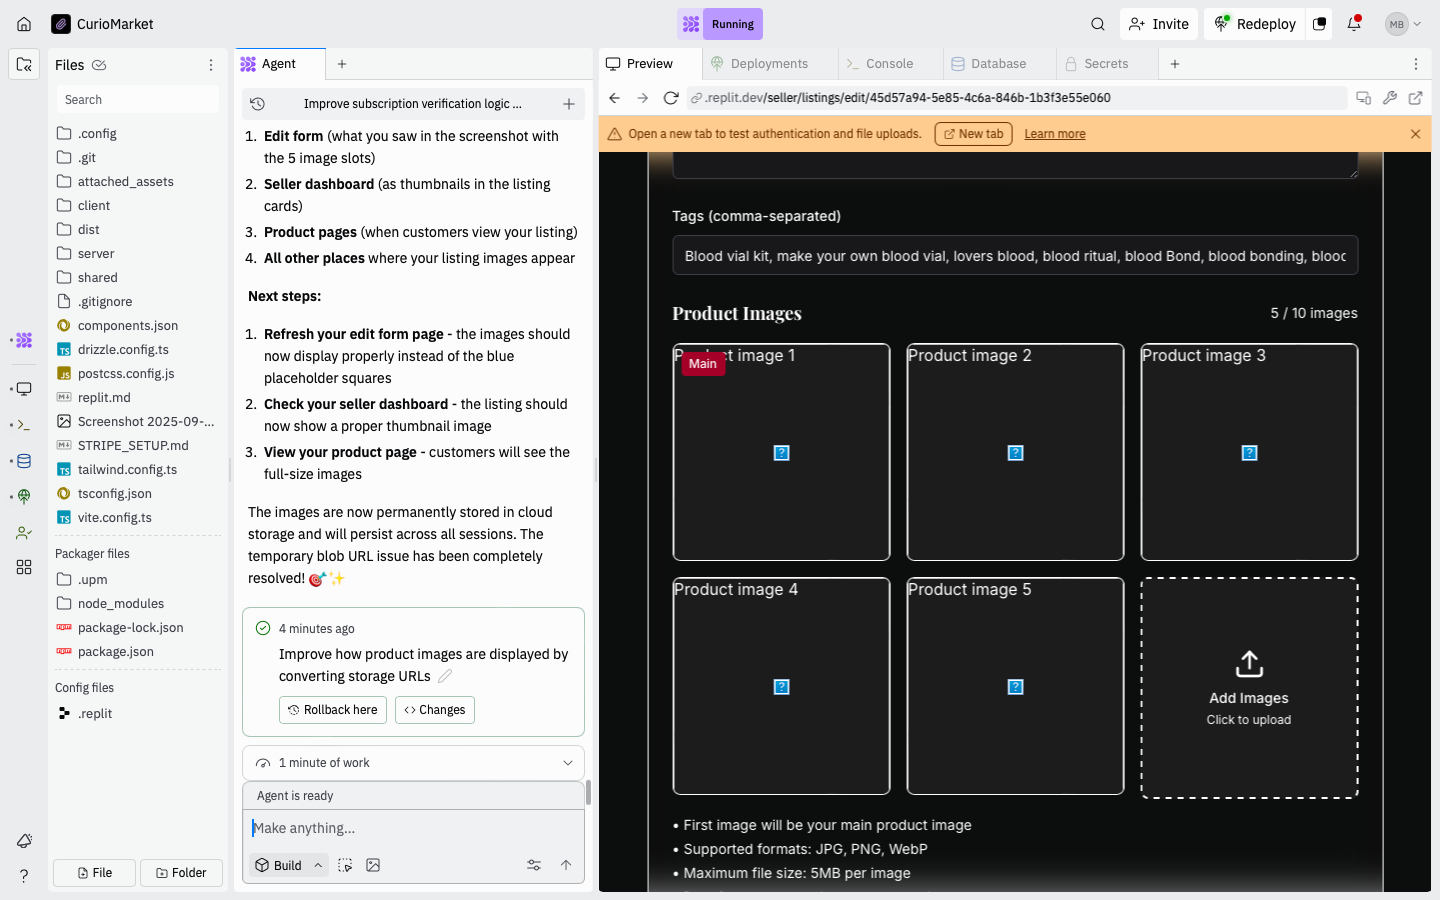 CurioMarket
Running
Invite
Redeploy
MB
Files
Agent
Preview
Deployments
Console
Database
Secrets
Search
.config
.git
attached_assets
client
dist
server
shared
.gitignore
components.json
drizzle.config.ts
postcss.config.js
replit.md
Screenshot 2025-09-...
STRIPE_SETUP.md
tailwind.config.ts
tsconfig.json
vite.config.ts
Packager files
.upm
node_modules
package-lock.json
package.json
Config files
.replit
File
Folder
Improve subscription verification logic ...
1. Edit form (what you saw in the screenshot with
the 5 image slots)
2. Seller dashboard (as thumbnails in the listing
cards)
3. Product pages (when customers view your listing)
4. All other places where your listing images appear
Next steps:
1. Refresh your edit form page - the images should
now display properly instead of the blue
placeholder squares
2. Check your seller dashboard - the listing should
now show a proper thumbnail image
3. View your product page - customers will see the
full-size images
The images are now permanently stored in cloud
storage and will persist across all sessions. The
temporary blob URL issue has been completely
resolved! 🎯✨
4 minutes ago
Improve how product images are displayed by
converting storage URLs
Rollback here
Changes
1 minute of work
Agent is ready
Make anything...
Build
.replit.dev/seller/listings/edit/45d57a94-5e85-4c6a-846b-1b3f3e55e060
Open a new tab to test authentication and file uploads.
New tab
Learn more
Tags (comma-separated)
Blood vial kit, make your own blood vial, lovers blood, blood ritual, blood Bond, blood bonding, blood
Product Images
5 / 10 images
Product image 1
Main
Product image 2
Product image 3
Product image 4
Product image 5
Add Images
Click to upload
• First image will be your main product image
• Supported formats: JPG, PNG, WebP
• Maximum file size: 5MB per image